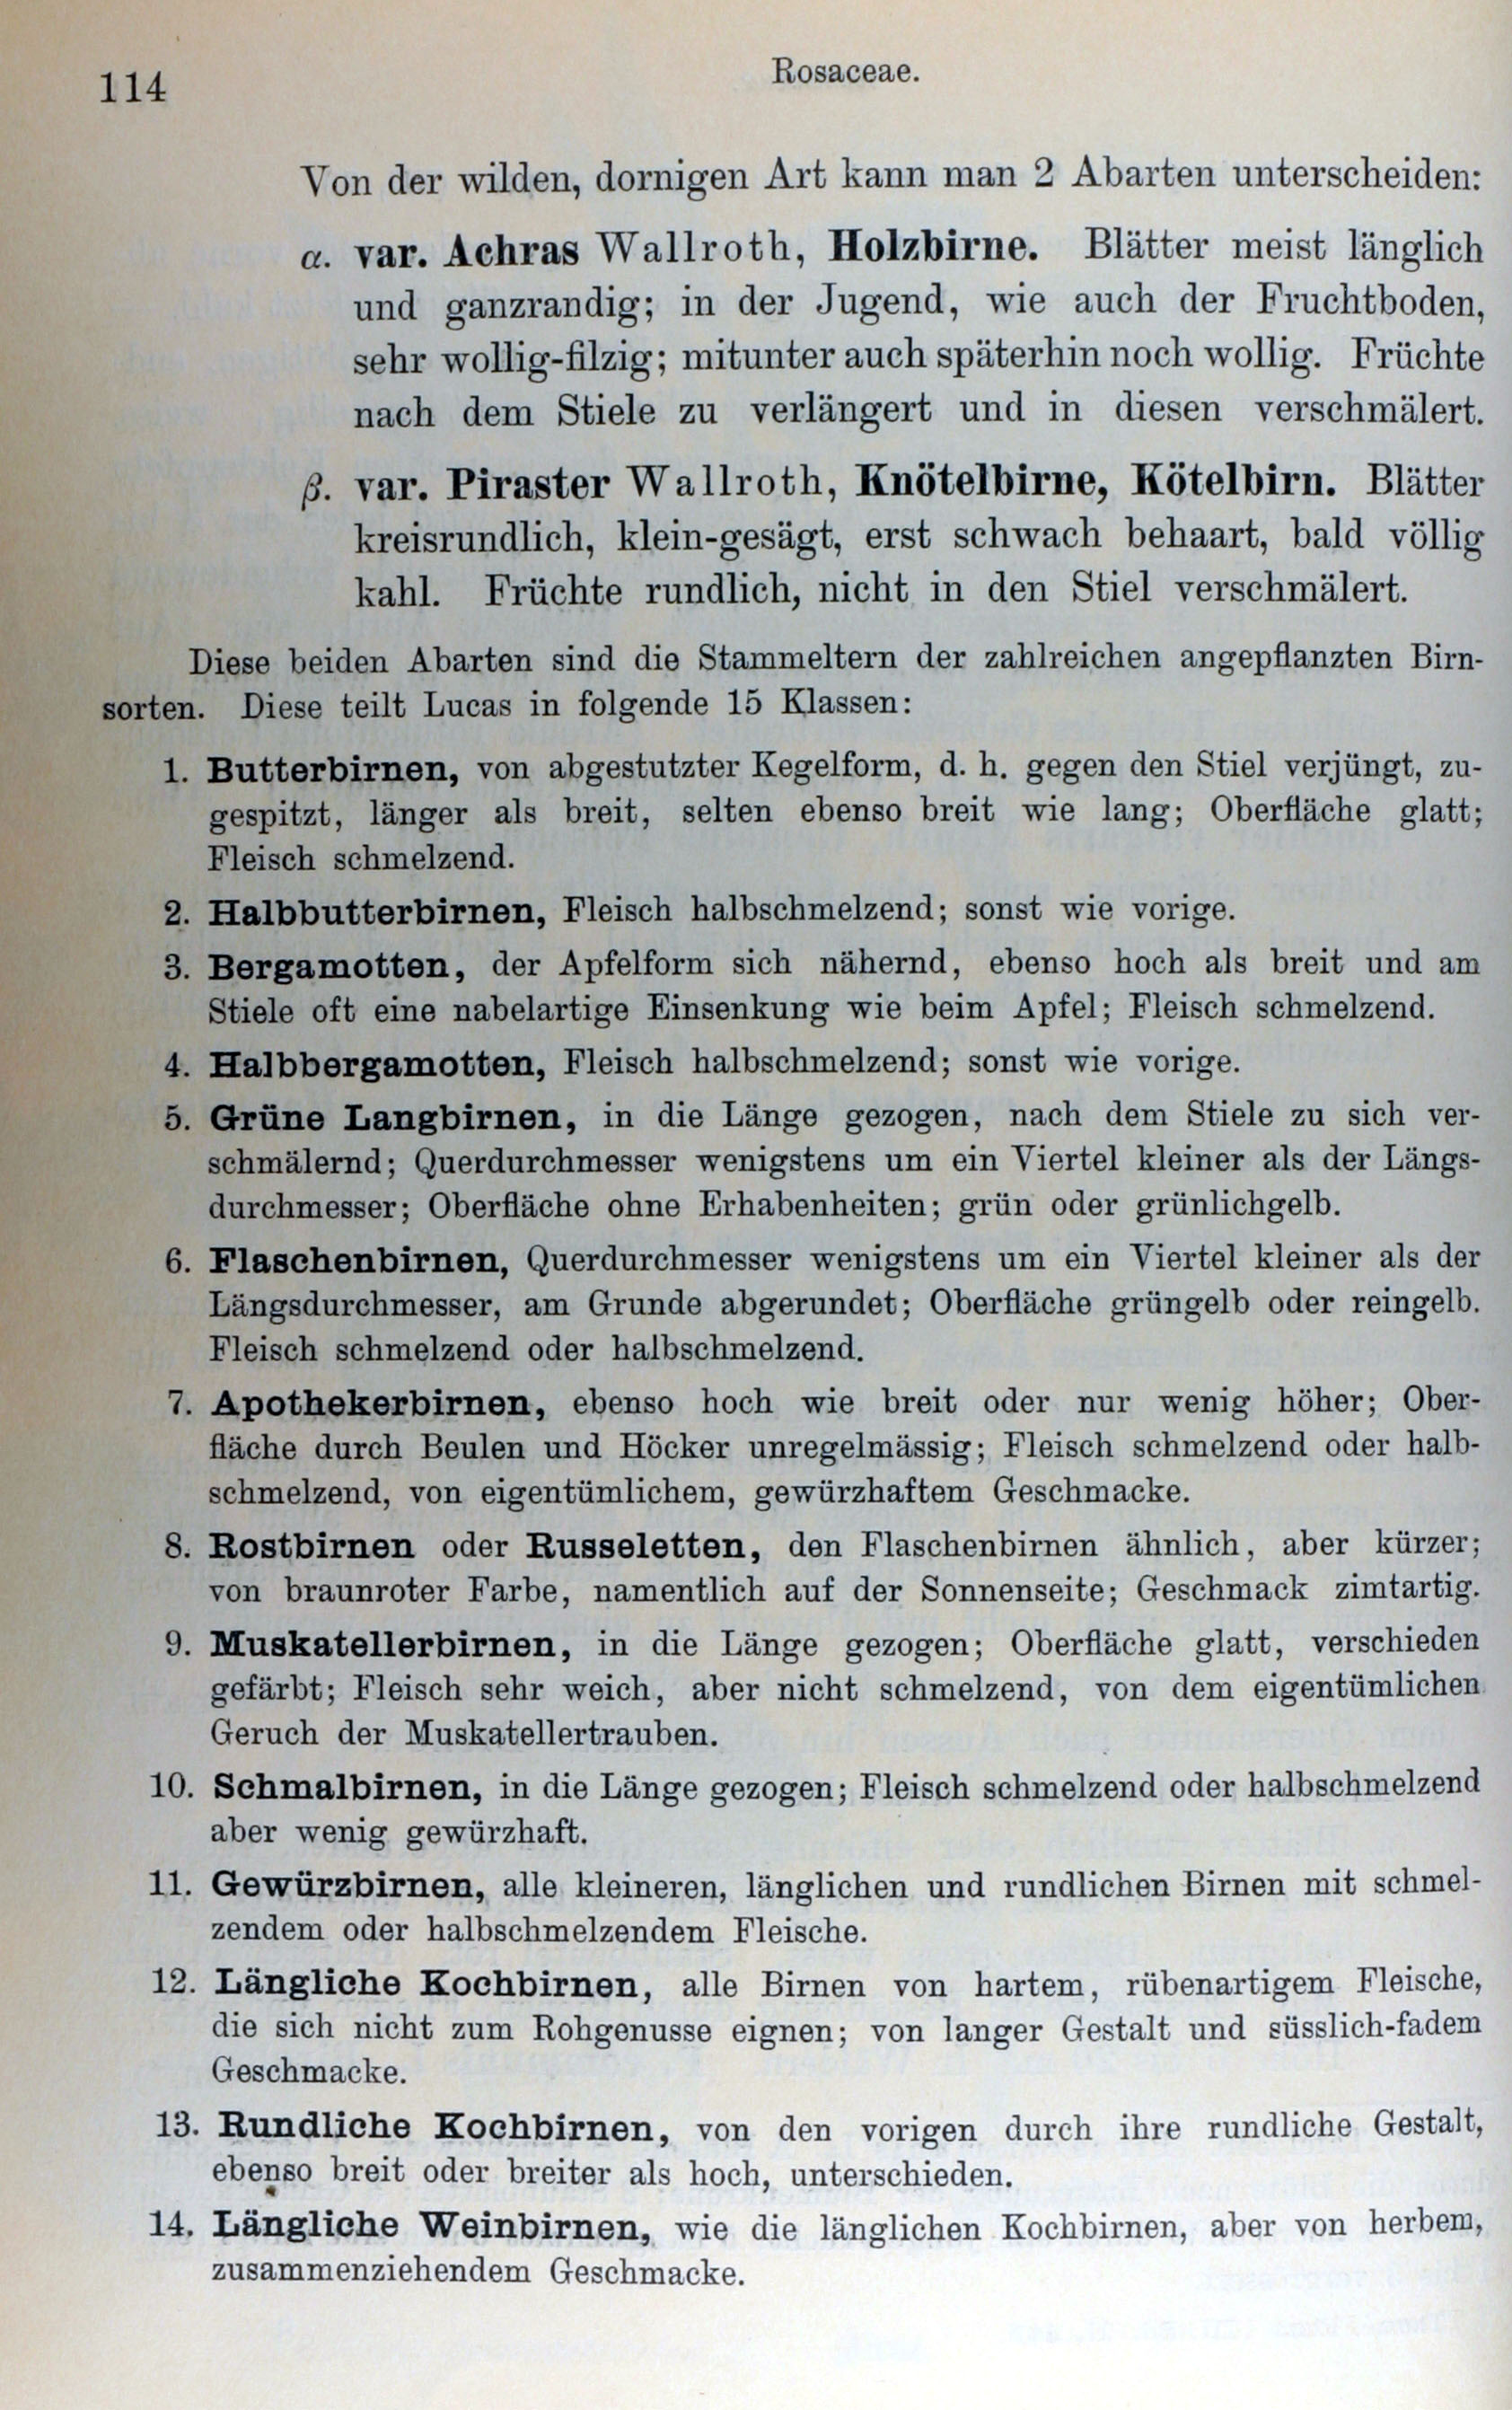 114
Rosaceae.
Von der wilden, dornigen Art kann man 2 Abarten unterscheiden:
α. var. Achras Wallroth, Holzbirne. Blätter meist länglich
und ganzrandig; in der Jugend, wie auch der Fruchtboden,
sehr wollig-filzig; mitunter auch späterhin noch wollig. Früchte
nach dem Stiele zu verlängert und in diesen verschmälert.
β. var. Piraster Wallroth, Knötelbirne, Kötelbirn. Blätter
kreisrundlich, klein-gesägt, erst schwach behaart, bald völlig
kahl. Früchte rundlich, nicht in den Stiel verschmälert.
Diese beiden Abarten sind die Stammeltern der zahlreichen angepflanzten Birn-
sorten. Diese teilt Lucas in folgende 15 Klassen:
1. Butterbirnen, von abgestutzter Kegelform, d. h. gegen den Stiel verjüngt, zu-
gespitzt, länger als breit, selten ebenso breit wie lang; Oberfläche glatt;
Fleisch schmelzend.
2. Halbbutterbirnen, Fleisch halbschmelzend; sonst wie vorige.
3. Bergamotten, der Apfelform sich nähernd, ebenso hoch als breit und am
Stiele oft eine nabelartige Einsenkung wie beim Apfel; Fleisch schmelzend.
4. Halbbergamotten, Fleisch halbschmelzend; sonst wie vorige.
5. Grüne Langbirnen, in die Länge gezogen, nach dem Stiele zu sich ver-
schmälernd; Querdurchmesser wenigstens um ein Viertel kleiner als der Längs-
durchmesser; Oberfläche ohne Erhabenheiten; grün oder grünlichgelb.
6. Flaschenbirnen, Querdurchmesser wenigstens um ein Viertel kleiner als der
Längsdurchmesser, am Grunde abgerundet; Oberfläche grüngelb oder reingelb.
Fleisch schmelzend oder halbschmelzend.
7. Apothekerbirnen, ebenso hoch wie breit oder nur wenig höher; Ober-
fläche durch Beulen und Höcker unregelmässig; Fleisch schmelzend oder halb-
schmelzend, von eigentümlichem, gewürzhaftem Geschmacke.
8. Rostbirnen oder Russeletten, den Flaschenbirnen ähnlich, aber kürzer;
von braunroter Farbe, namentlich auf der Sonnenseite; Geschmack zimtartig.
9. Muskatellerbirnen, in die Länge gezogen; Oberfläche glatt, verschieden
gefärbt; Fleisch sehr weich, aber nicht schmelzend, von dem eigentümlichen
Geruch der Muskatellertrauben.
10. Schmalbirnen, in die Länge gezogen; Fleisch schmelzend oder halbschmelzend
aber wenig gewürzhaft.
11. Gewürzbirnen, alle kleineren, länglichen und rundlichen Birnen mit schmel-
zendem oder halbschmelzendem Fleische.
12. Längliche Kochbirnen, alle Birnen von hartem, rübenartigem Fleische,
die sich nicht zum Rohgenusse eignen; von langer Gestalt und süsslich-fadem
Geschmacke.
13. Rundliche Kochbirnen, von den vorigen durch ihre rundliche Gestalt,
ebenso breit oder breiter als hoch, unterschieden.
14. Längliche Weinbirnen, wie die länglichen Kochbirnen, aber von herbem,
zusammenziehendem Geschmacke.